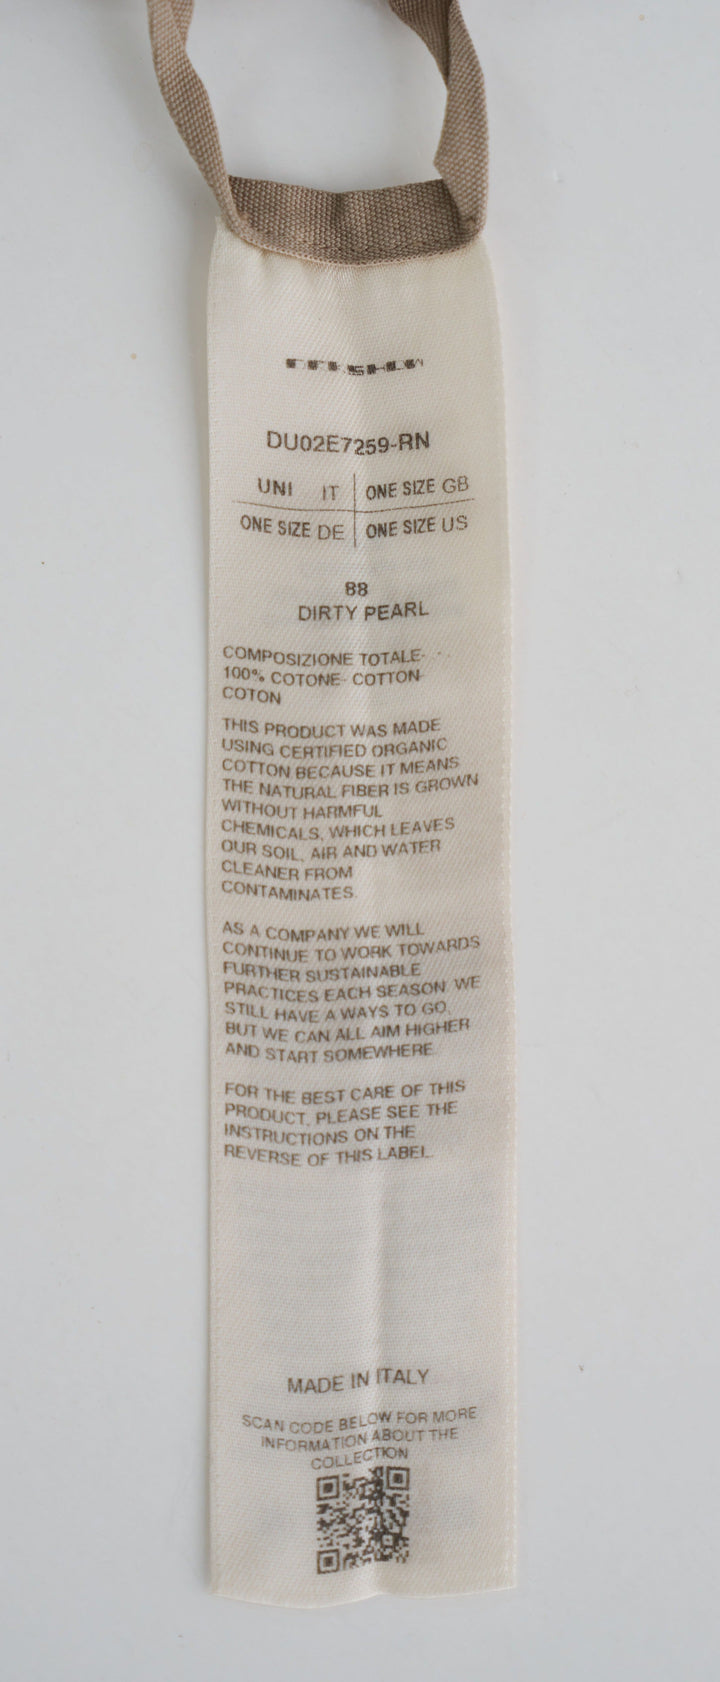 DU02E7259-RN
UNI IT ONE SIZE GB
ONE SIZE DE ONE SIZE US
88
DIRTY PEARL
COMPOSIZIONE TOTALE-
100% COTONE- COTTON-
COTON
THIS PRODUCT WAS MADE
USING CERTIFIED ORGANIC
COTTON BECAUSE IT MEANS
THE NATURAL FIBER IS GROWN
WITHOUT HARMFUL
CHEMICALS, WHICH LEAVES
OUR SOIL, AIR AND WATER
CLEANER FROM
CONTAMINATES.
AS A COMPANY WE WILL
CONTINUE TO WORK TOWARDS
FURTHER SUSTAINABLE
PRACTICES EACH SEASON. WE
STILL HAVE A WAYS TO GO,
BUT WE CAN ALL AIM HIGHER
AND START SOMEWHERE.
FOR THE BEST CARE OF THIS
PRODUCT, PLEASE SEE THE
INSTRUCTIONS ON THE
REVERSE OF THIS LABEL.
MADE IN ITALY
SCAN CODE BELOW FOR MORE
INFORMATION ABOUT THE
COLLECTION